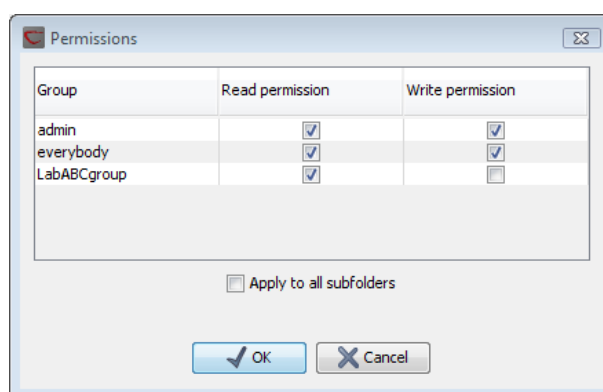 Permissions
Group Read permission Write permission
admin
everybody
LabABCgroup
Apply to all subfolders
OK Cancel